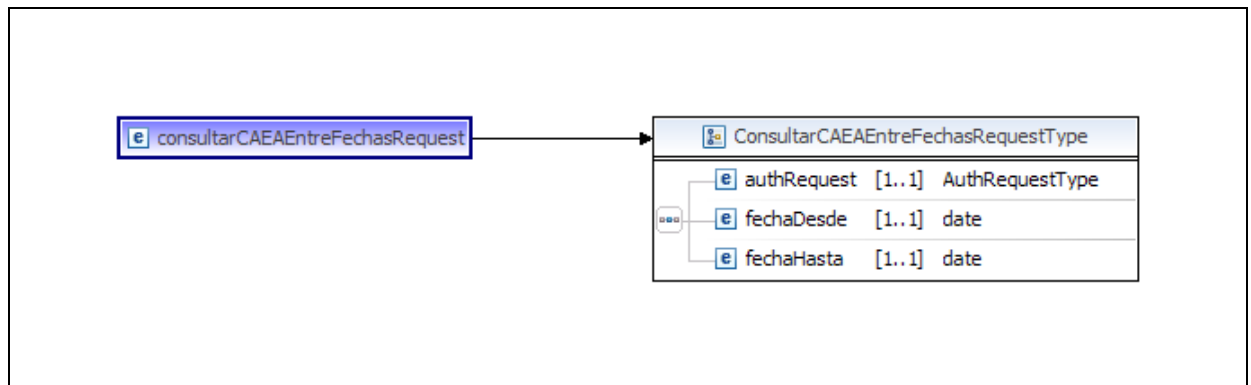 e consultarCAEAEntreFechasRequest
ConsultarCAEAEntreFechasRequestType
e authRequest [1..1] AuthRequestType
e fechaDesde [1..1] date
e fechaHasta [1..1] date